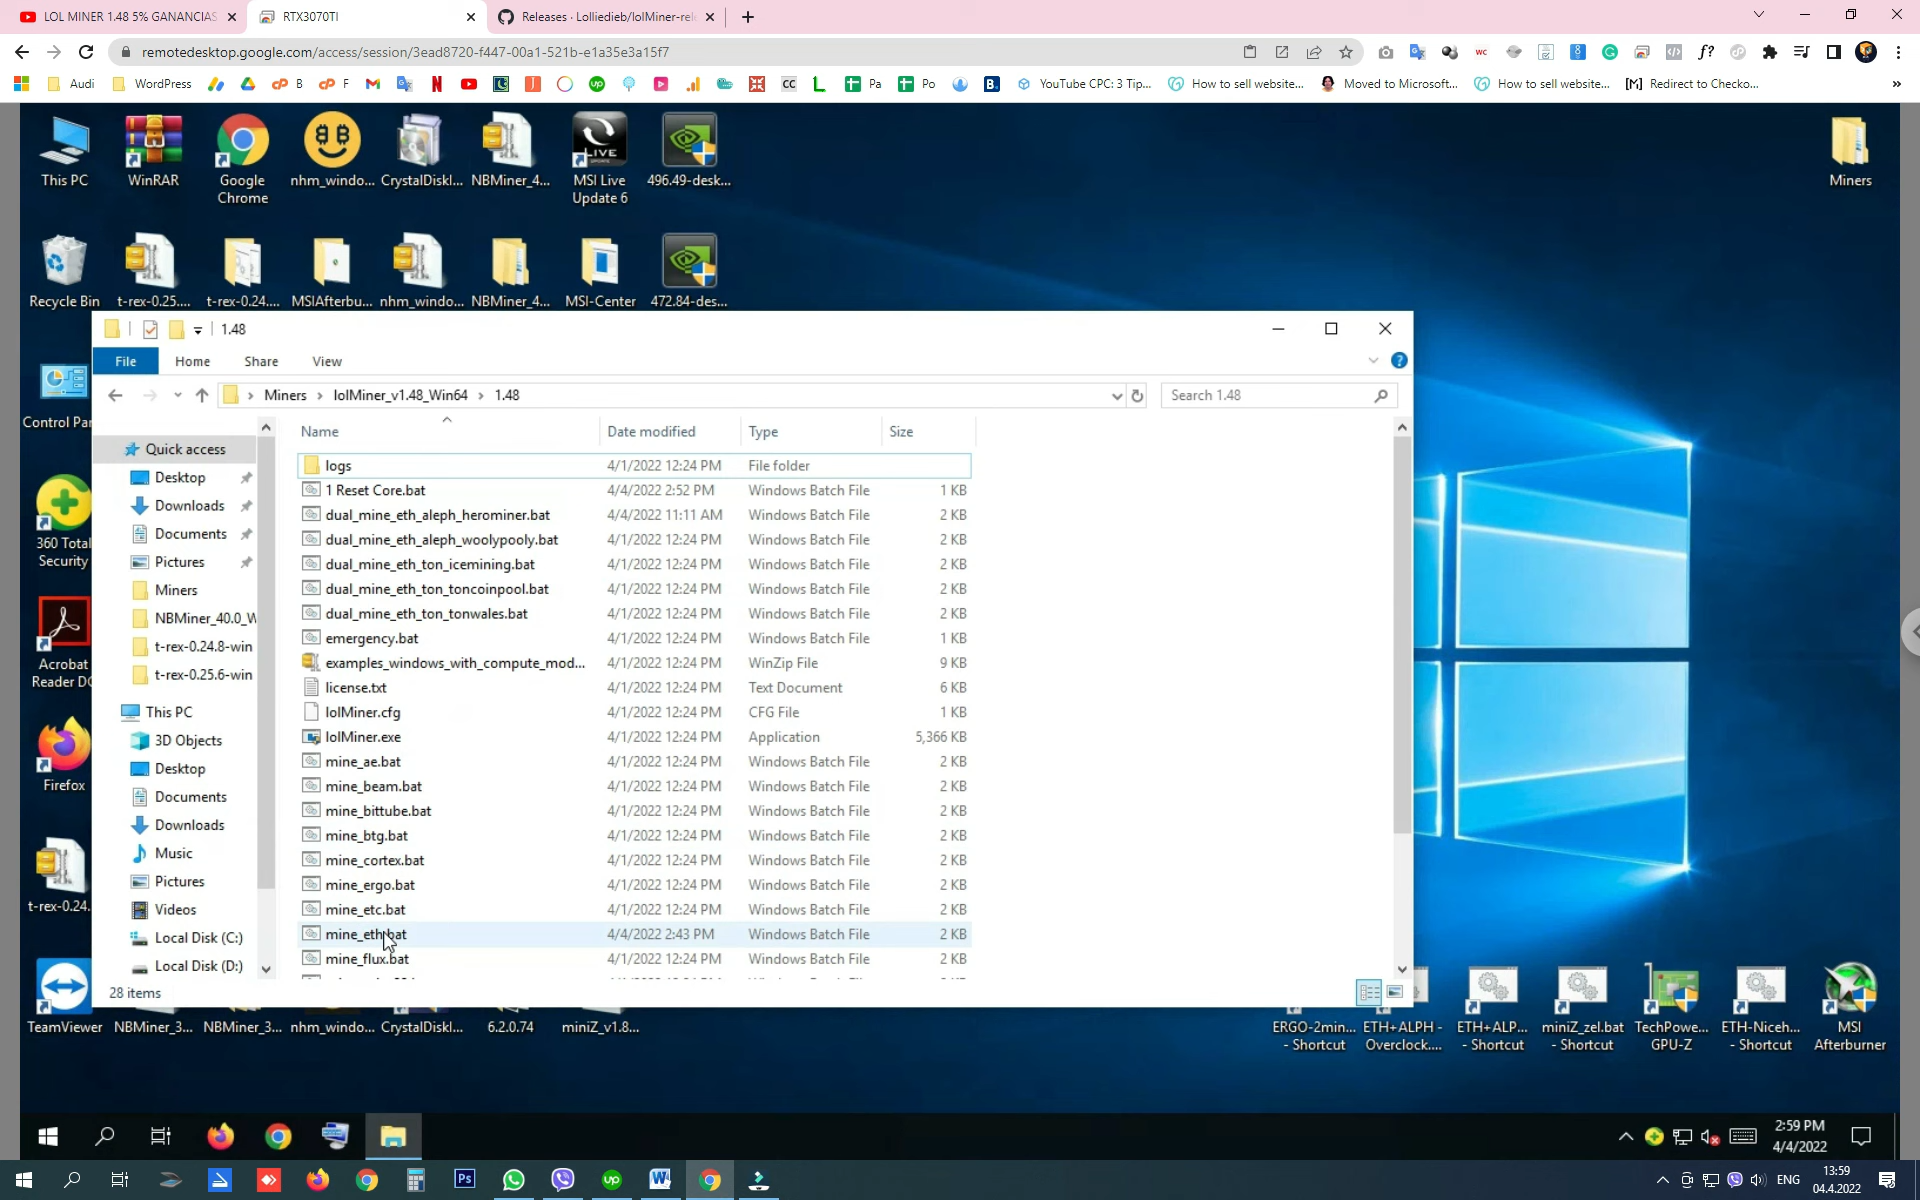 LOL MINER 1.48 5% GANANCIAS
RTX3070TI
Releases · Lolliedieb/lolMiner-rel
remotedesktop.google.com/access/session/3ead8720-f447-00a1-521b-e1a35e3a15f7
Audi
WordPress
B
F
Pa
Po
YouTube CPC: 3 Tip...
How to sell website...
Moved to Microsoft...
How to sell website...
Redirect to Checko...
This PC
WinRAR
Google Chrome
nhm_windo...
CrystalDiskI...
NBMiner_4...
MSI Live Update 6
496.49-desk...
Miners
Recycle Bin
t-rex-0.25....
t-rex-0.24....
MSIAfterbu...
nhm_windo...
NBMiner_4...
MSI-Center
472.84-des...
1.48
File
Home
Share
View
Miners
lolMiner_v1.48_Win64
1.48
Search 1.48
Control Pan
360 Total Security
Acrobat Reader DC
Firefox
t-rex-0.24.
Quick access
Desktop
Downloads
Documents
Pictures
Miners
NBMiner_40.0_W
t-rex-0.24.8-win
t-rex-0.25.6-win
This PC
3D Objects
Desktop
Documents
Downloads
Music
Pictures
Videos
Local Disk (C:)
Local Disk (D:)
Name Date modified Type Size
logs 4/1/2022 12:24 PM File folder
1 Reset Core.bat 4/4/2022 2:52 PM Windows Batch File 1 KB
dual_mine_eth_aleph_herominer.bat 4/4/2022 11:11 AM Windows Batch File 2 KB
dual_mine_eth_aleph_woolypooly.bat 4/1/2022 12:24 PM Windows Batch File 2 KB
dual_mine_eth_ton_icemining.bat 4/1/2022 12:24 PM Windows Batch File 2 KB
dual_mine_eth_ton_toncoinpool.bat 4/1/2022 12:24 PM Windows Batch File 2 KB
dual_mine_eth_ton_tonwales.bat 4/1/2022 12:24 PM Windows Batch File 2 KB
emergency.bat 4/1/2022 12:24 PM Windows Batch File 1 KB
examples_windows_with_compute_mod... 4/1/2022 12:24 PM WinZip File 9 KB
license.txt 4/1/2022 12:24 PM Text Document 6 KB
lolMiner.cfg 4/1/2022 12:24 PM CFG File 1 KB
lolMiner.exe 4/1/2022 12:24 PM Application 5,366 KB
mine_ae.bat 4/1/2022 12:24 PM Windows Batch File 2 KB
mine_beam.bat 4/1/2022 12:24 PM Windows Batch File 2 KB
mine_bittube.bat 4/1/2022 12:24 PM Windows Batch File 2 KB
mine_btg.bat 4/1/2022 12:24 PM Windows Batch File 2 KB
mine_cortex.bat 4/1/2022 12:24 PM Windows Batch File 2 KB
mine_ergo.bat 4/1/2022 12:24 PM Windows Batch File 2 KB
mine_etc.bat 4/1/2022 12:24 PM Windows Batch File 2 KB
mine_eth.bat 4/4/2022 2:43 PM Windows Batch File 2 KB
mine_flux.bat 4/1/2022 12:24 PM Windows Batch File 2 KB
28 items
TeamViewer
NBMiner_3...
NBMiner_3...
nhm_windo...
CrystalDiskI...
6.2.0.74
miniZ_v1.8...
ERGO-2min... - Shortcut
ETH+ALPH - Overclock....
ETH+ALP... - Shortcut
miniZ_zel.bat - Shortcut
TechPowe... GPU-Z
ETH-Niceh... - Shortcut
MSI Afterburner
2:59 PM
4/4/2022
ENG
13:59
04.4.2022